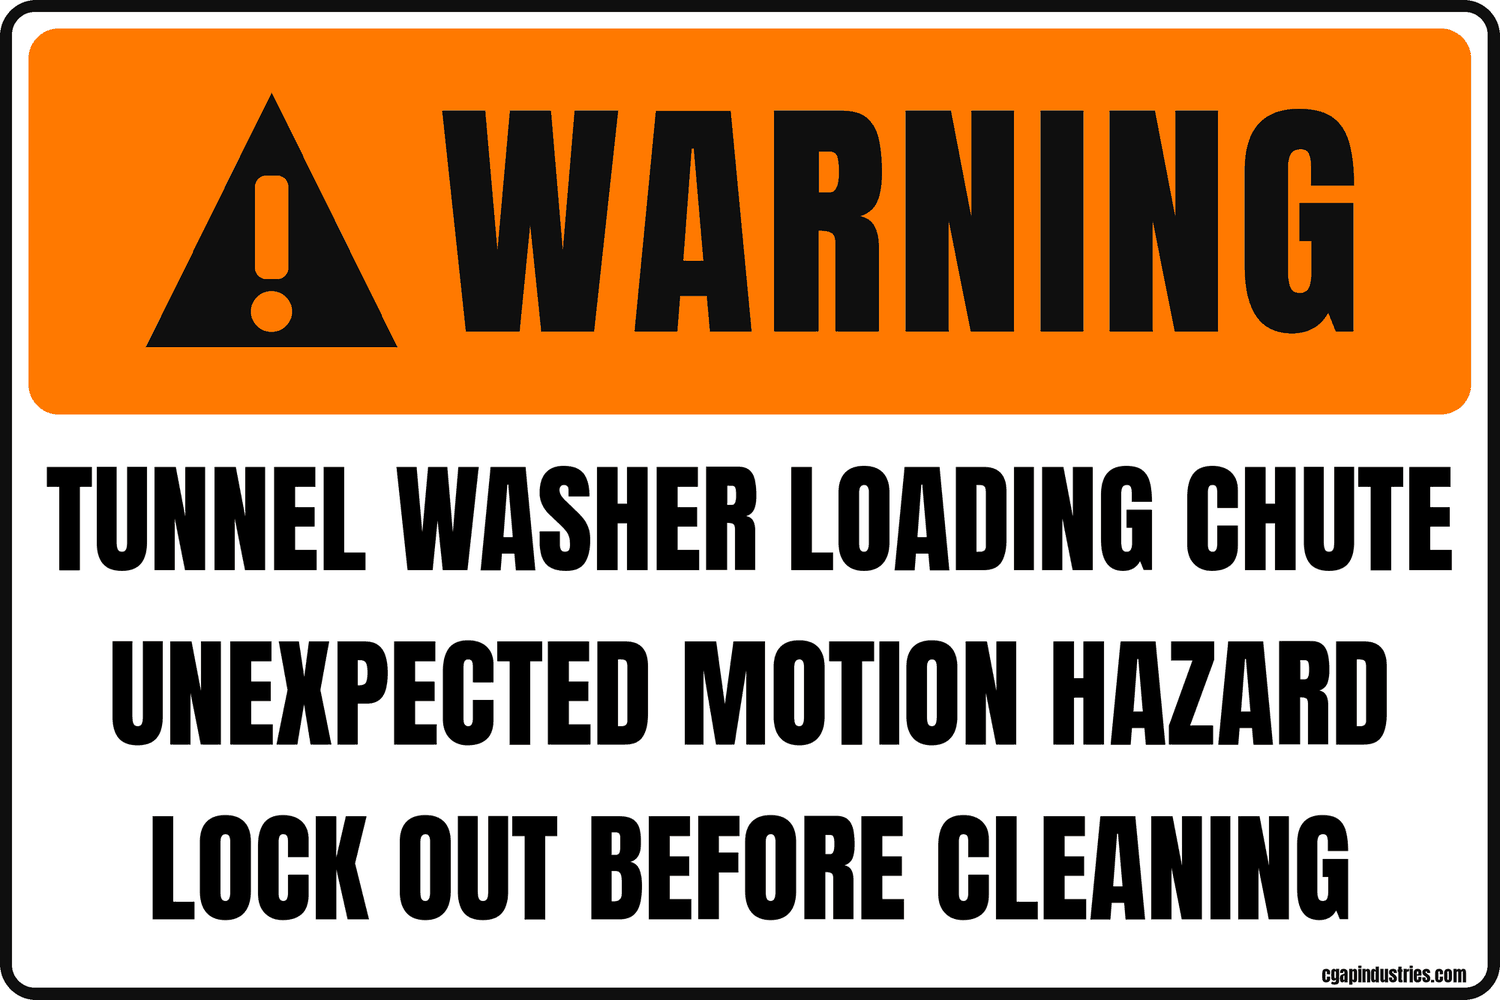 WARNING
TUNNEL WASHER LOADING CHUTE
UNEXPECTED MOTION HAZARD
LOCK OUT BEFORE CLEANING
cgapindustries.com